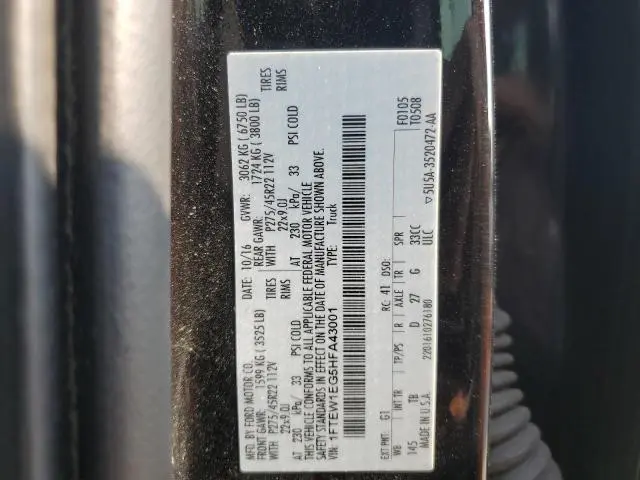 MFD. BY FORD MOTOR CO. DATE: 10/16 GVWR: 3062 KG ( 6750 LB)
FRONT GAWR: 1599 KG ( 3525 LB) REAR GAWR: 1724 KG ( 3800 LB)
WITH P275/45R22 112V TIRES WITH P275/45R22 112V TIRES
22x9.0J RIMS 22x9.0J RIMS
AT 230 kPa/ 33 PSI COLD AT 230 kPa/ 33 PSI COLD
THIS VEHICLE CONFORMS TO ALL APPLICABLE FEDERAL MOTOR VEHICLE
SAFETY STANDARDS IN EFFECT ON THE DATE OF MANUFACTURE SHOWN ABOVE.
VIN: 1FTEW1EG5HFA43001 TYPE: Truck
EXT PNT: G1 RC: 41 DSO: F0105
WB INT TR TP/PS R AXLE TR SPR T0508
145 TB D 27 G 33CC
MADE IN U.S.A. 2201610276180 ULC ▽5U5A-3520472-AA